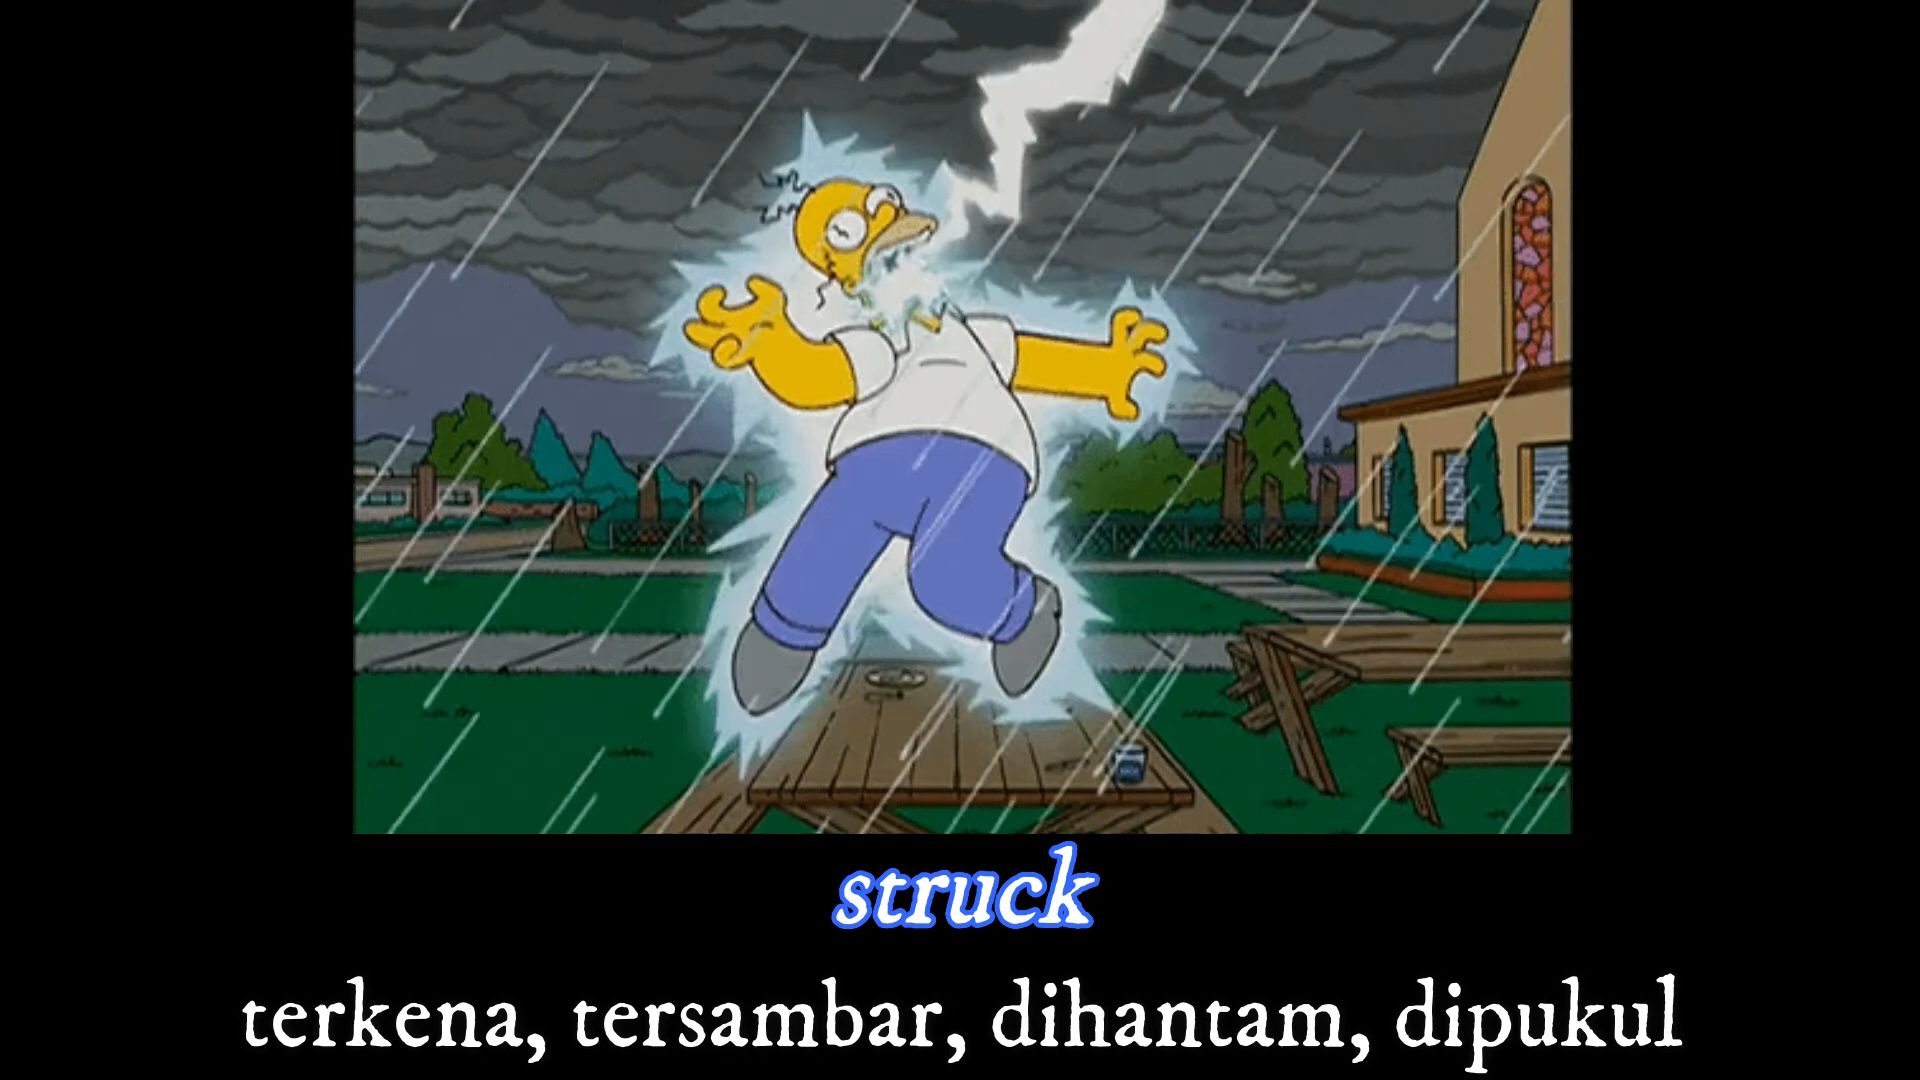 struck
terkena, tersambar, dihantam, dipukul